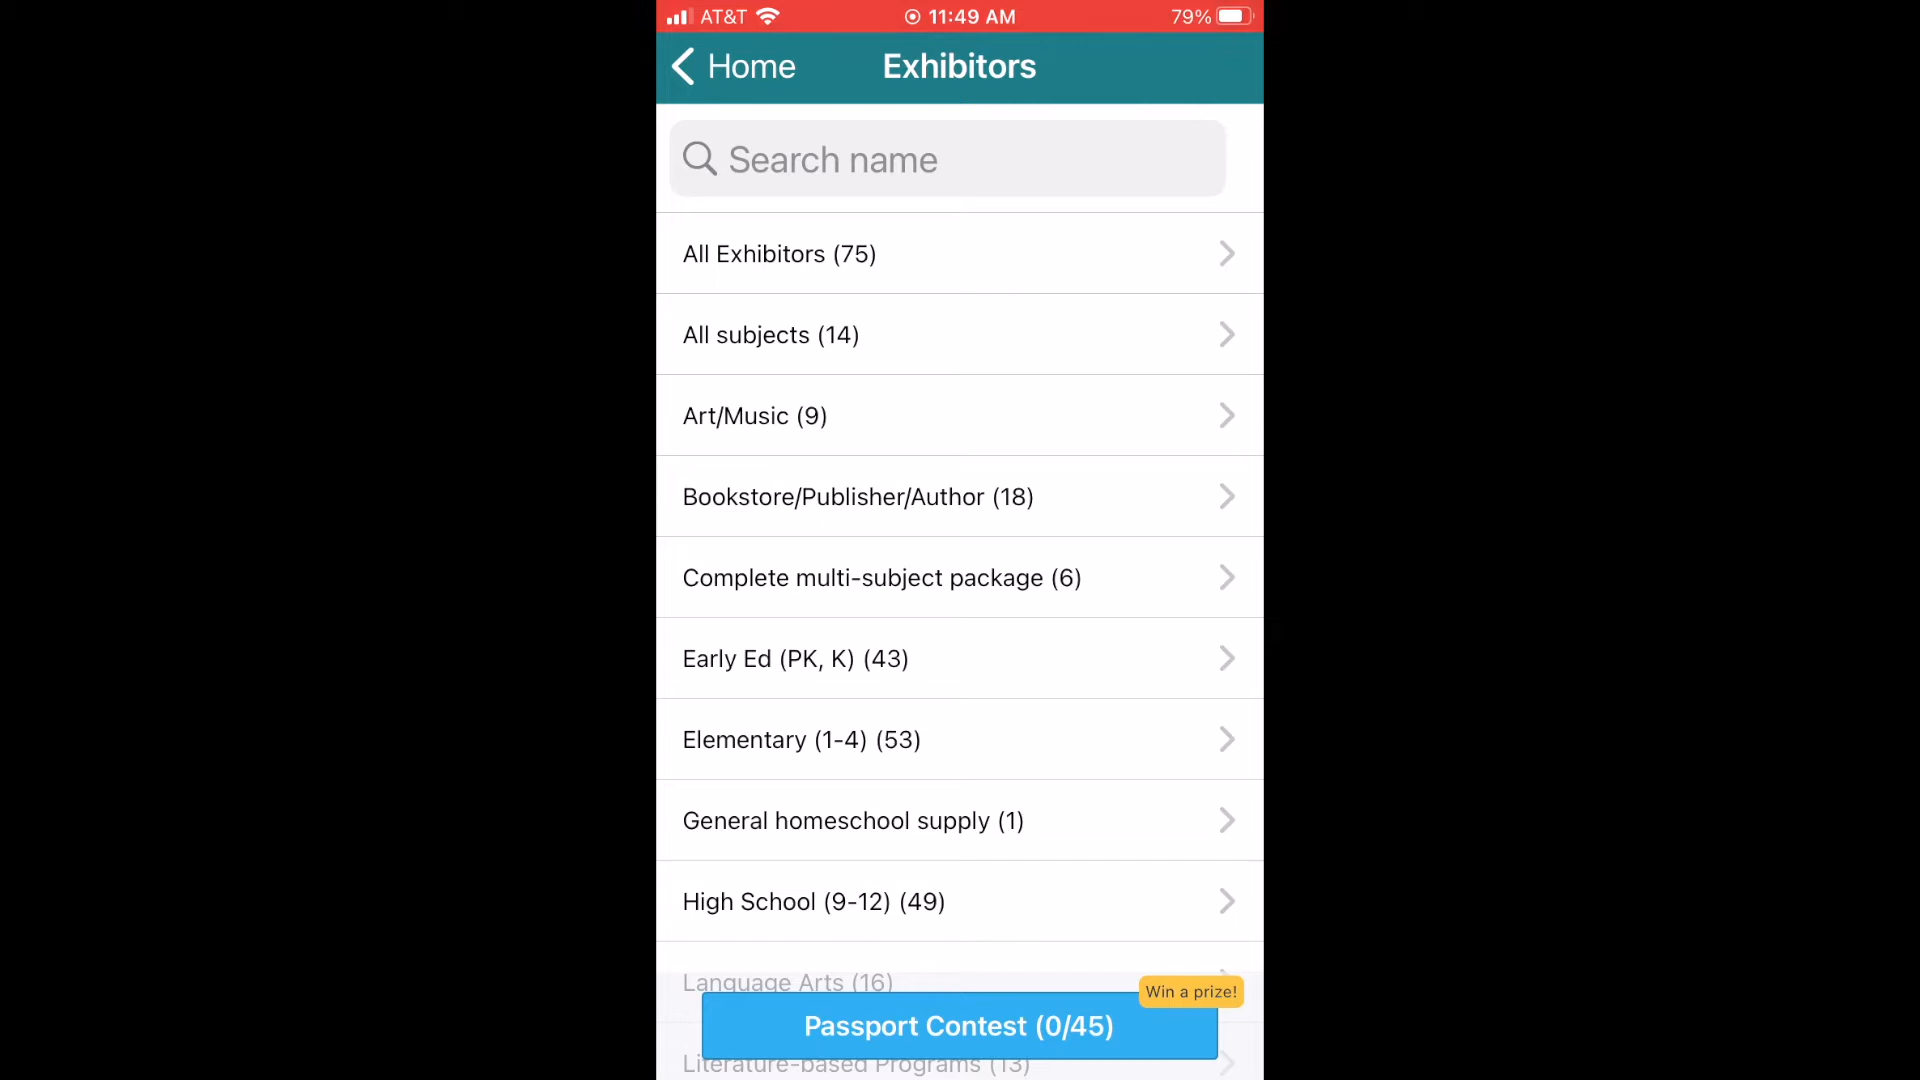 AT&T 11:49 AM 79%
Home Exhibitors
Search name
All Exhibitors (75)
All subjects (14)
Art/Music (9)
Bookstore/Publisher/Author (18)
Complete multi-subject package (6)
Early Ed (PK, K) (43)
Elementary (1-4) (53)
General homeschool supply (1)
High School (9-12) (49)
Language Arts (16)
Win a prize!
Passport Contest (0/45)
Literature-based Programs (13)